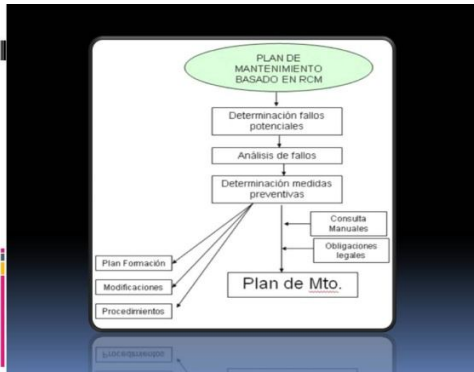 PLAN DE
MANTENIMIENTO
BASADO EN RCM
Determinación fallos
potenciales
Análisis de fallos
Determinación medidas
preventivas
Consulta
Manuales
Obligaciones
legales
Plan Formación
Modificaciones
Procedimientos
Plan de Mto.